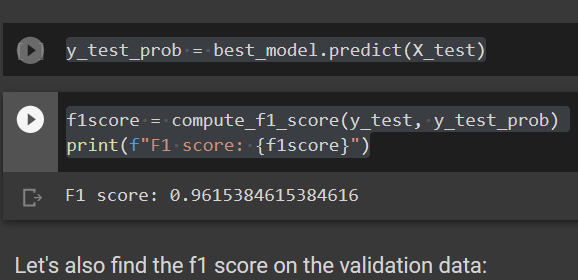 y_test_prob = best_model.predict(X_test)
f1score = compute_f1_score(y_test, y_test_prob)
print(f"F1 score: {f1score}")
F1 score: 0.9615384615384616
Let's also find the f1 score on the validation data: